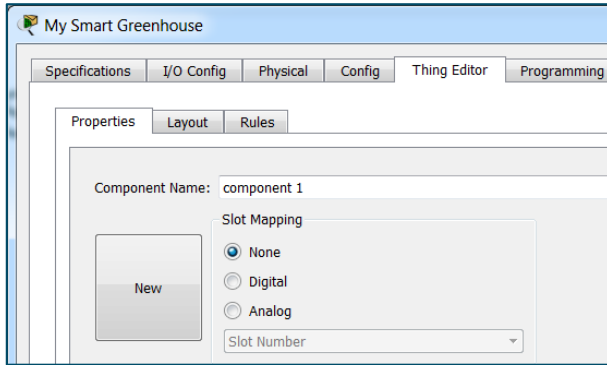 My Smart Greenhouse
Specifications I/O Config Physical Config Thing Editor Programming
Properties Layout Rules
Component Name: component 1
Slot Mapping
None
New
Digital
Analog
Slot Number